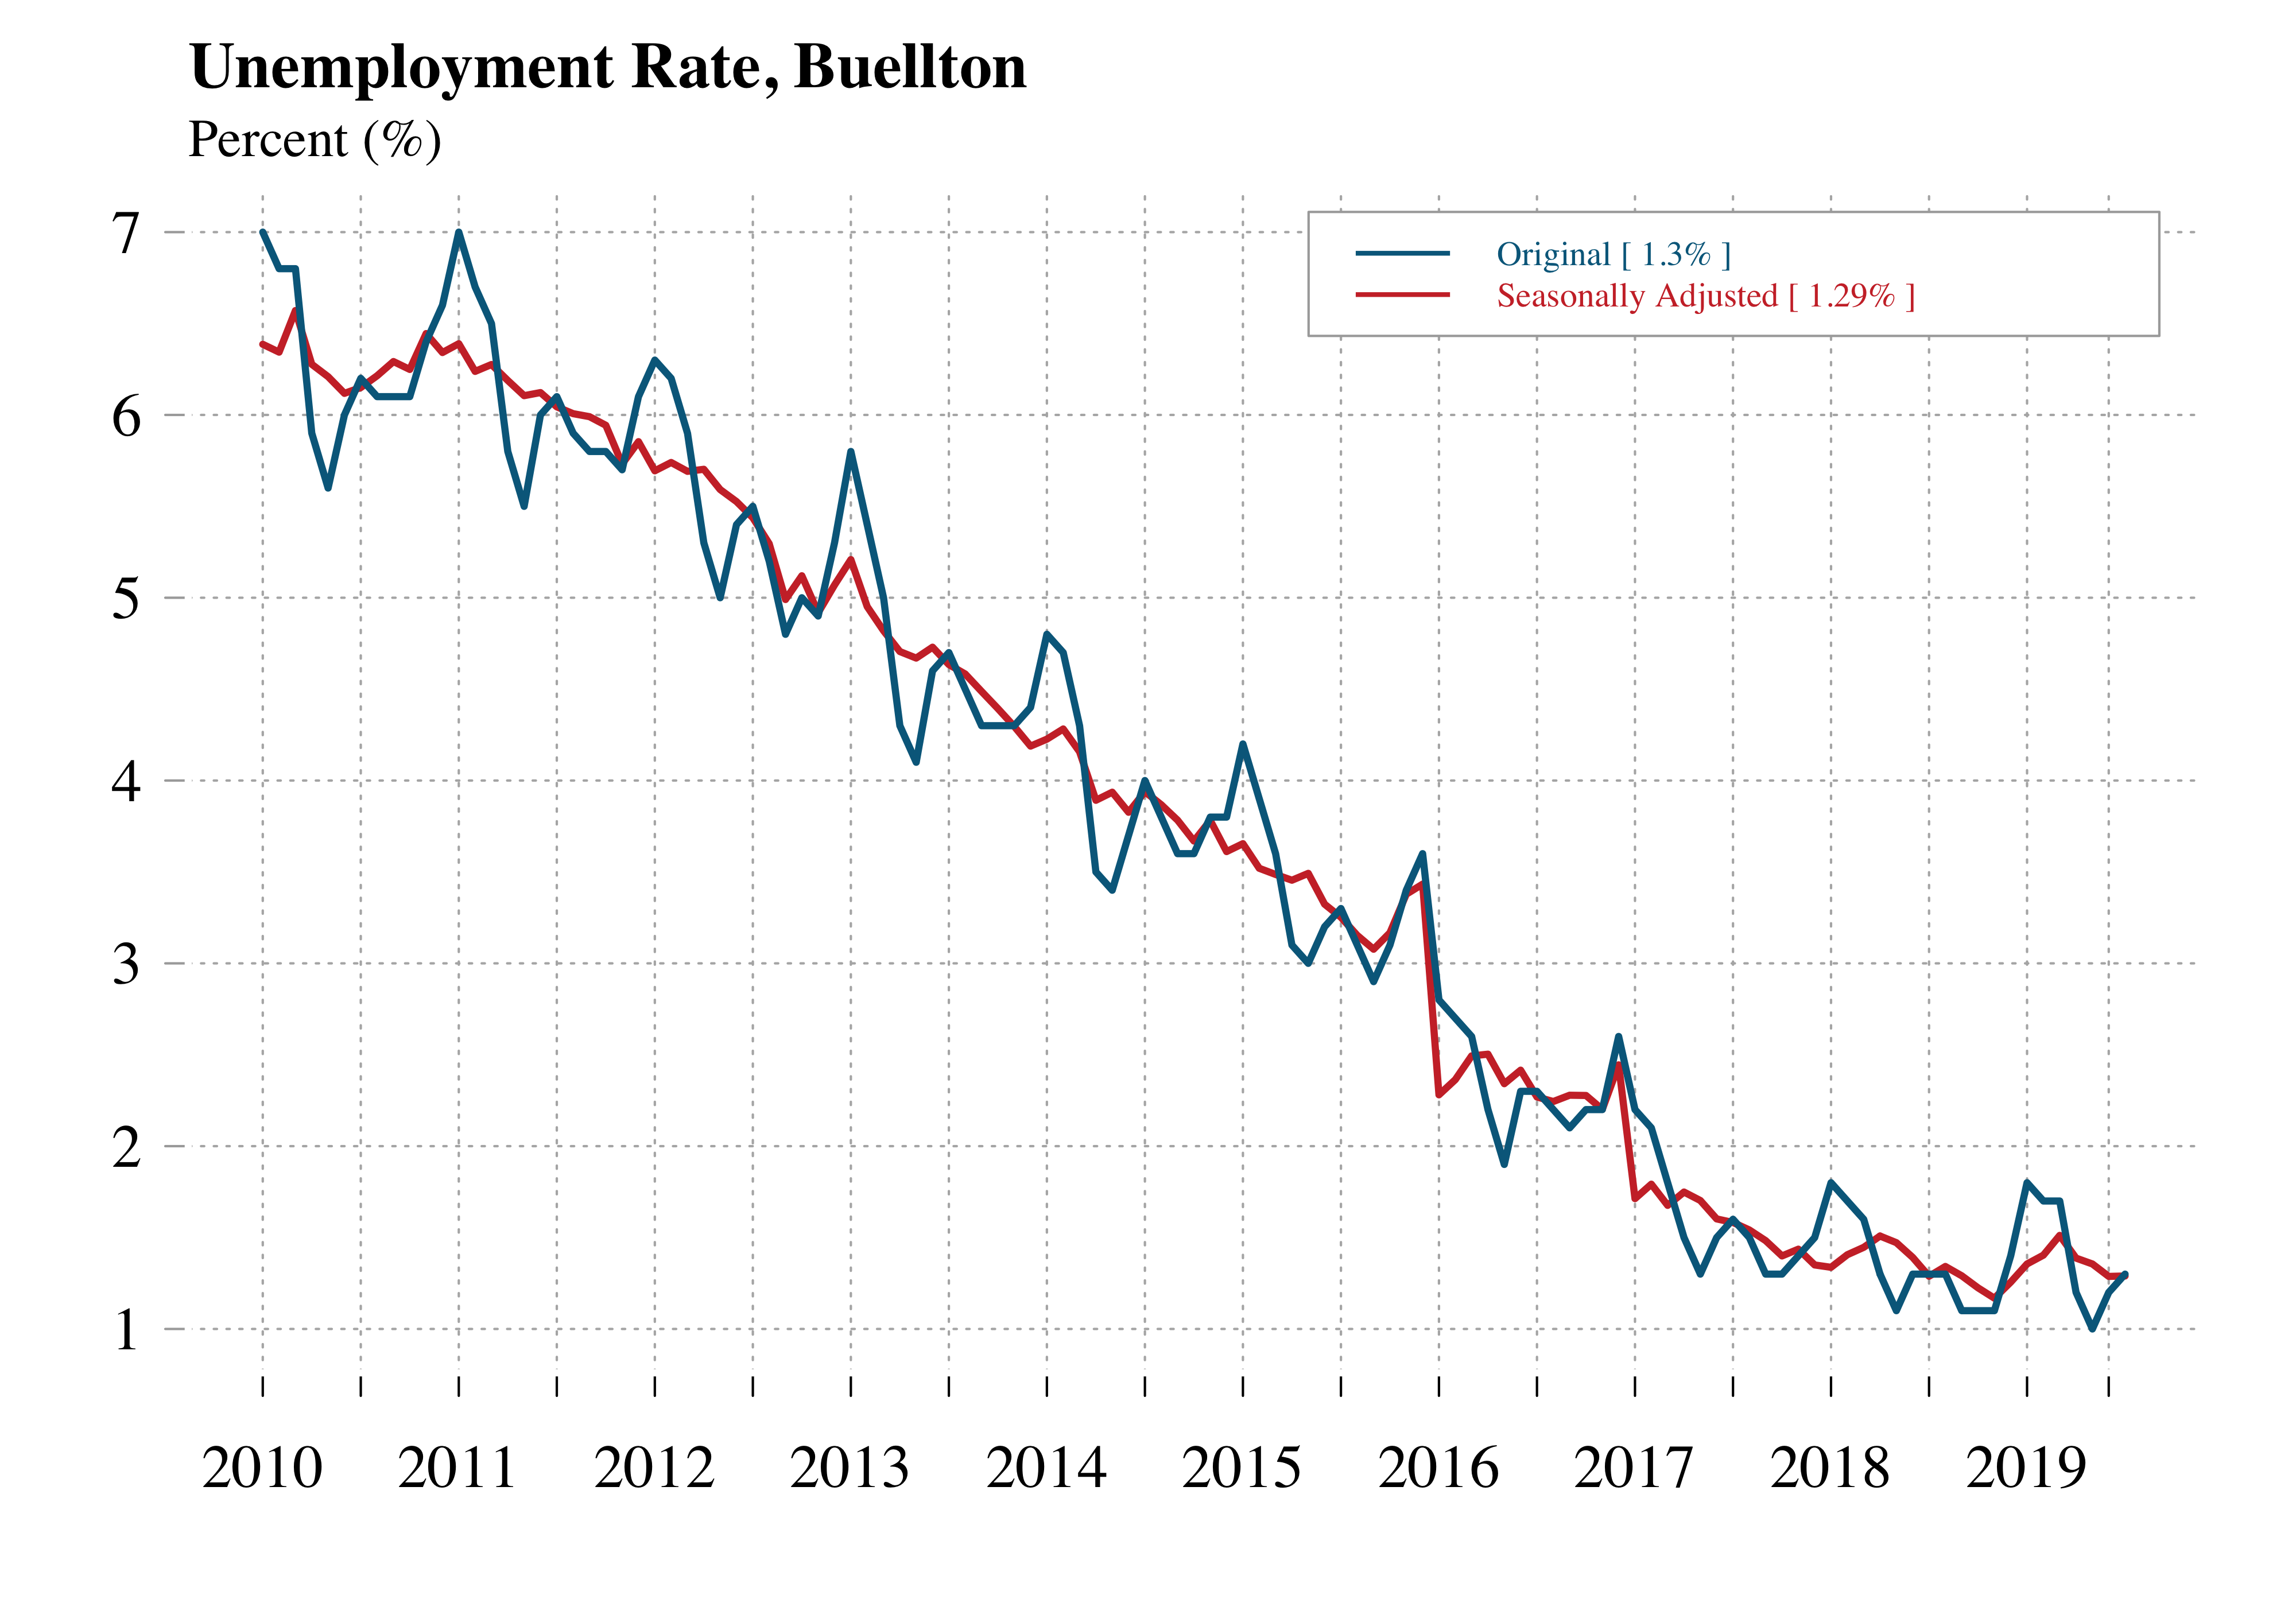 Unemployment Rate, Buellton
Percent (%)
Original [ 1.3% ]
Seasonally Adjusted [ 1.29% ]
7
6
5
4
3
2
1
2010 2011 2012 2013 2014 2015 2016 2017 2018 2019